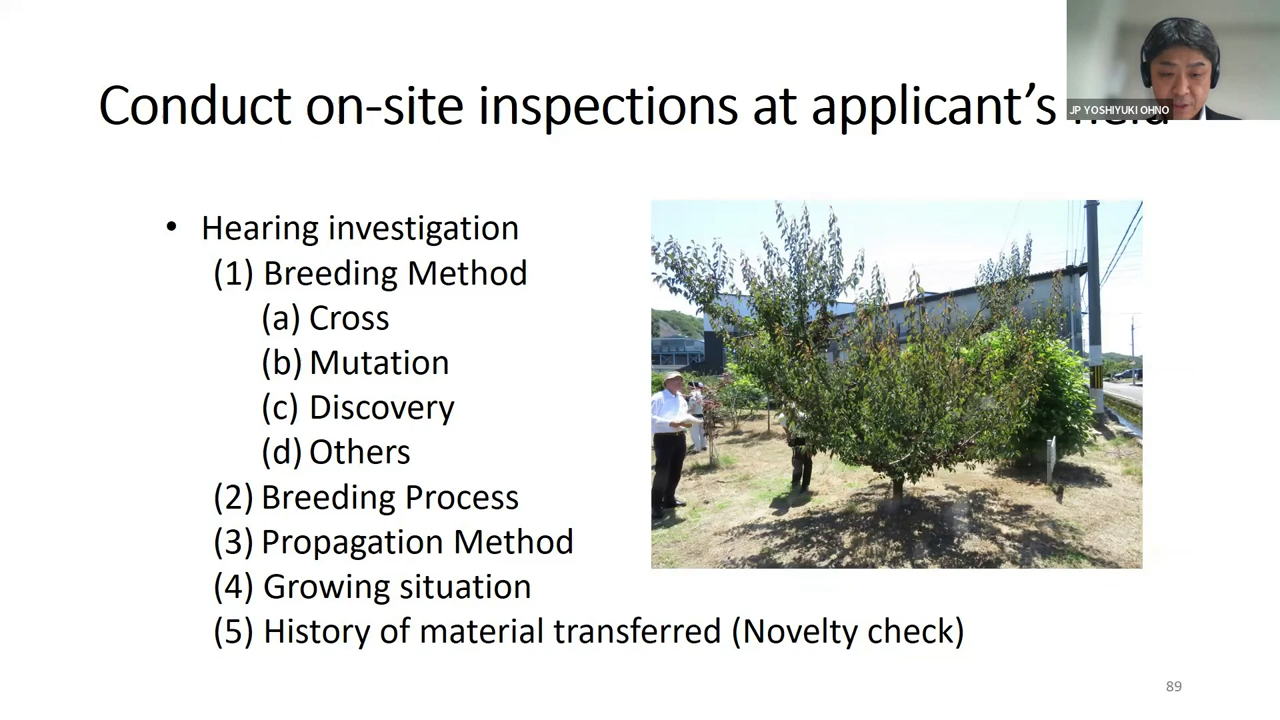 Conduct on-site inspections at applicant's
JP YOSHIYUKI OHNO
• Hearing investigation
(1) Breeding Method
(a) Cross
(b) Mutation
(c) Discovery
(d) Others
(2) Breeding Process
(3) Propagation Method
(4) Growing situation
(5) History of material transferred (Novelty check)
89